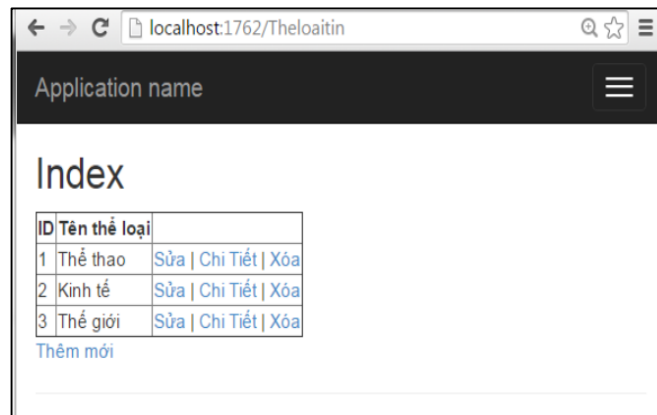 localhost:1762/Theloaitin
Application name
Index
ID Tên thể loại
1 Thể thao Sửa | Chi Tiết | Xóa
2 Kinh tế Sửa | Chi Tiết | Xóa
3 Thế giới Sửa | Chi Tiết | Xóa
Thêm mới